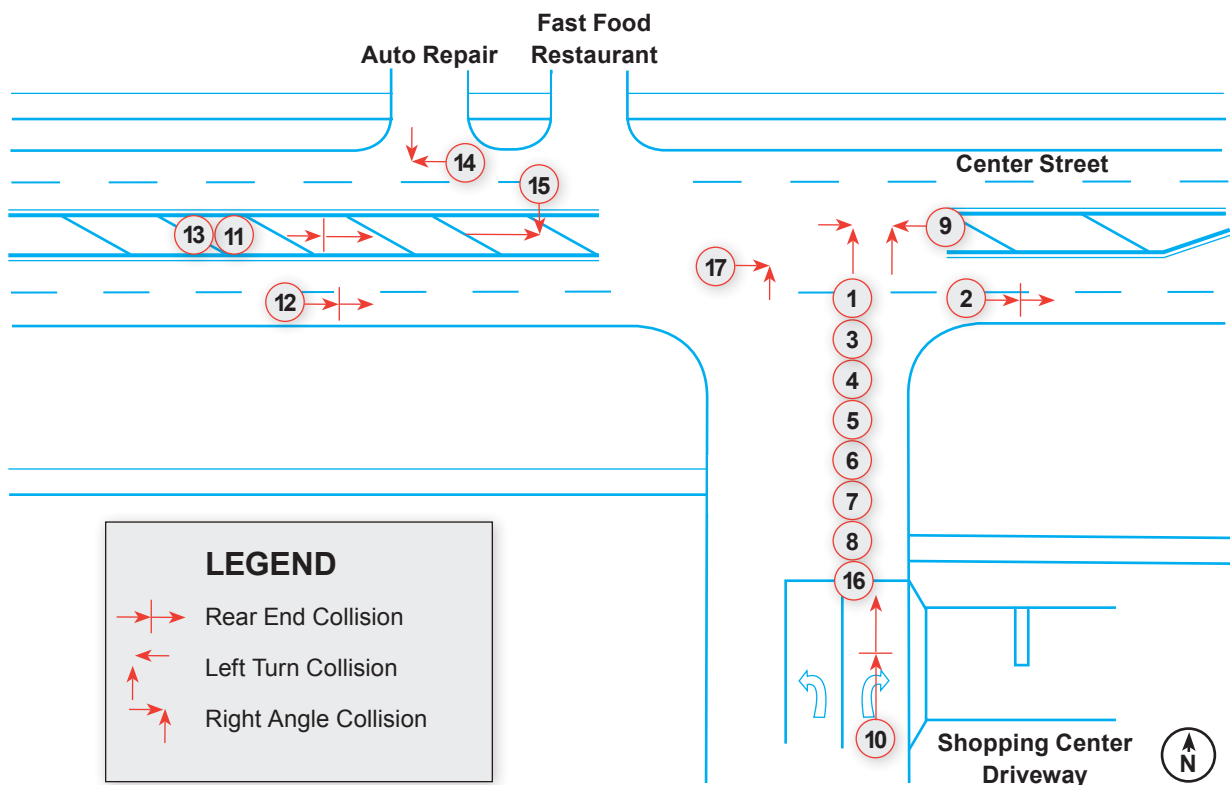 Fast Food
Restaurant
Auto Repair
Center Street
14
15
13 11
9
17
12
1
2
3
4
5
6
7
8
16
10
LEGEND
Rear End Collision
Left Turn Collision
Right Angle Collision
Shopping Center
Driveway
N